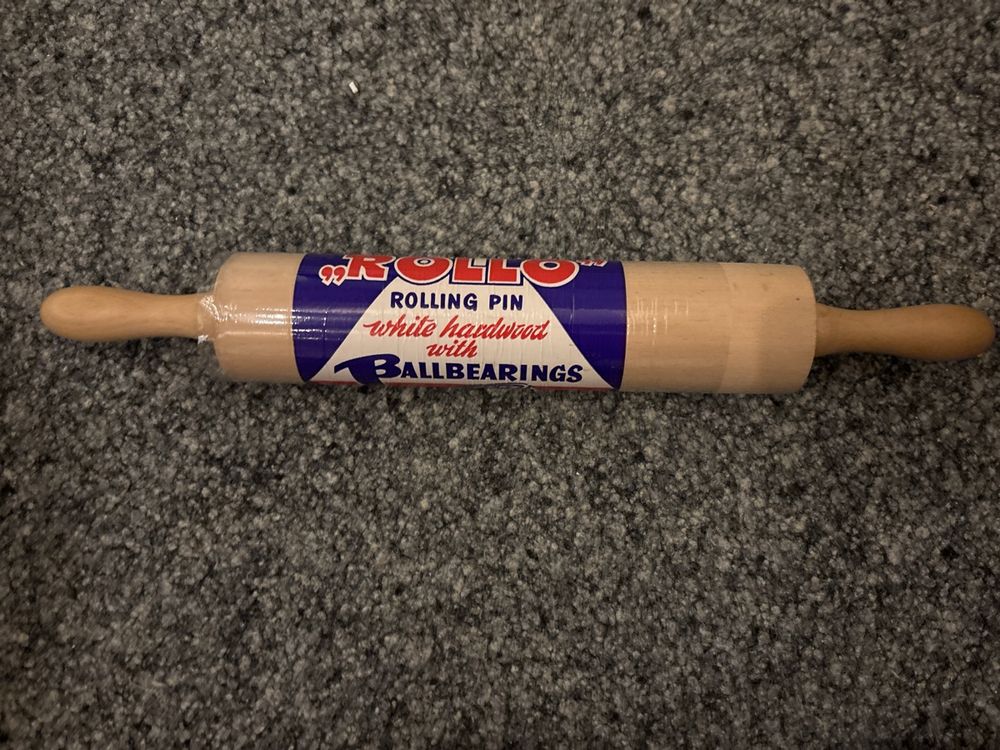 „ROLLO”
ROLLING PIN
white hardwood
with
BALLBEARINGS